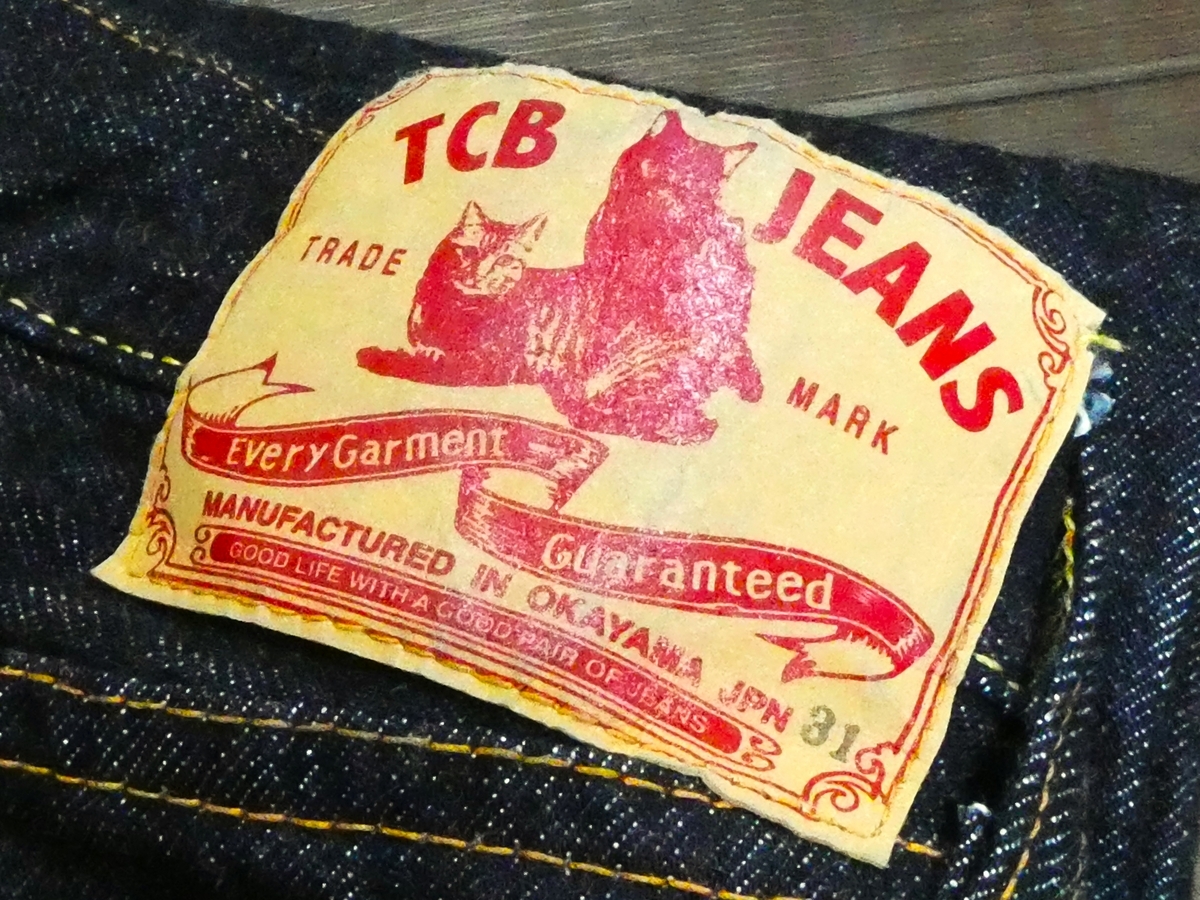 TCB JEANS
TRADE MARK
Every Garment
Guaranteed
MANUFACTURED IN OKAYAMA JPN
GOOD LIFE WITH A GOOD PAIR OF JEANS
31